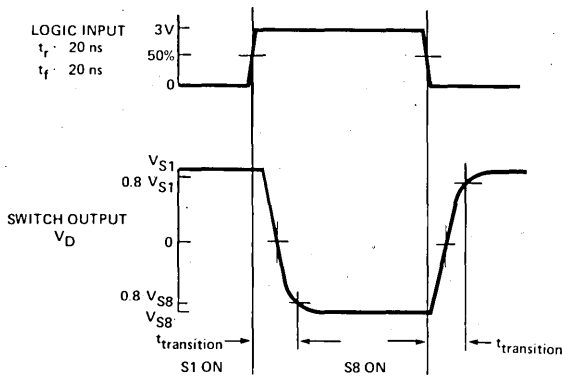 LOGIC INPUT
tr · 20 ns
tf · 20 ns
3V
50%
0
VS1
0.8 VS1
SWITCH OUTPUT
VD
0
0.8 VS8
VS8
ttransition
ttransition
S1 ON
S8 ON